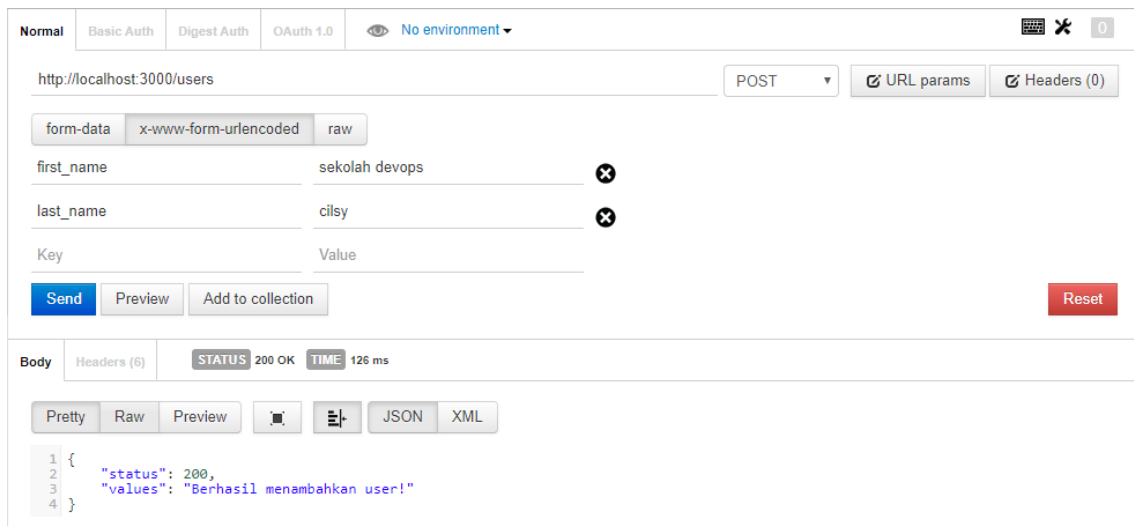 Normal Basic Auth Digest Auth OAuth 1.0 No environment 0
http://localhost:3000/users POST URL params Headers (0)
form-data x-www-form-urlencoded raw
first_name sekolah devops
last_name cilsy
Key Value
Send Preview Add to collection Reset
Body Headers (6) STATUS 200 OK TIME 126 ms
Pretty Raw Preview JSON XML
1 {
2 "status": 200,
3 "values": "Berhasil menambahkan user!"
4 }